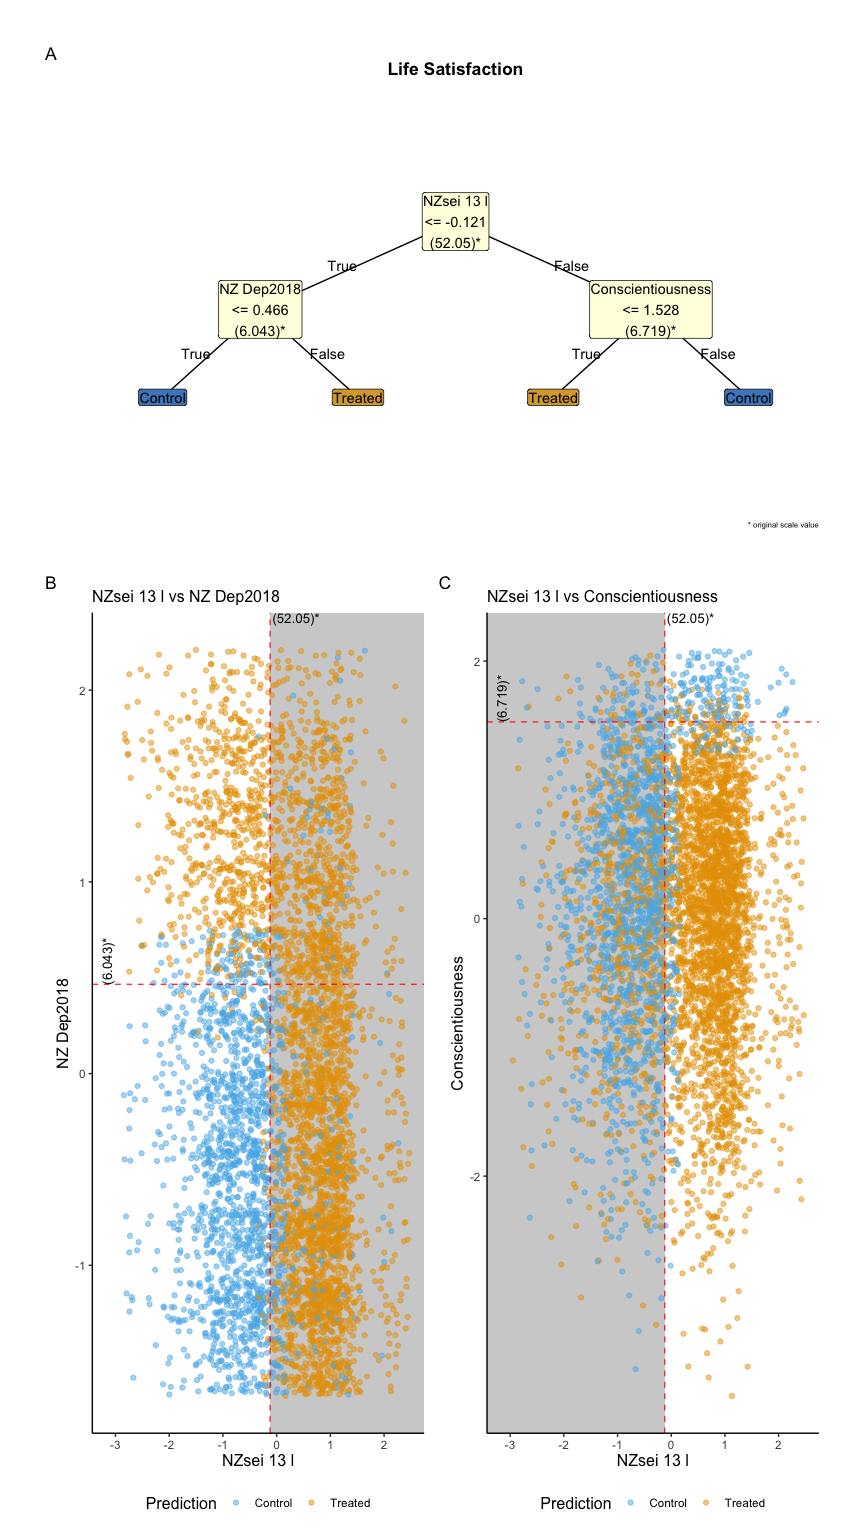 A
Life Satisfaction
NZsei 13 l
<= -0.121
(52.05)*
True
False
NZ Dep2018
<= 0.466
(6.043)*
Conscientiousness
<= 1.528
(6.719)*
True
False
True
False
Control
Treated
Treated
Control
* original scale value
B
NZsei 13 l vs NZ Dep2018
(52.05)*
(6.043)*
NZ Dep2018
2
1
0
-1
-3
-2
-1
0
1
2
NZsei 13 l
Prediction
Control
Treated
C
NZsei 13 l vs Conscientiousness
(52.05)*
(6.719)*
Conscientiousness
2
0
-2
-3
-2
-1
0
1
2
NZsei 13 l
Prediction
Control
Treated